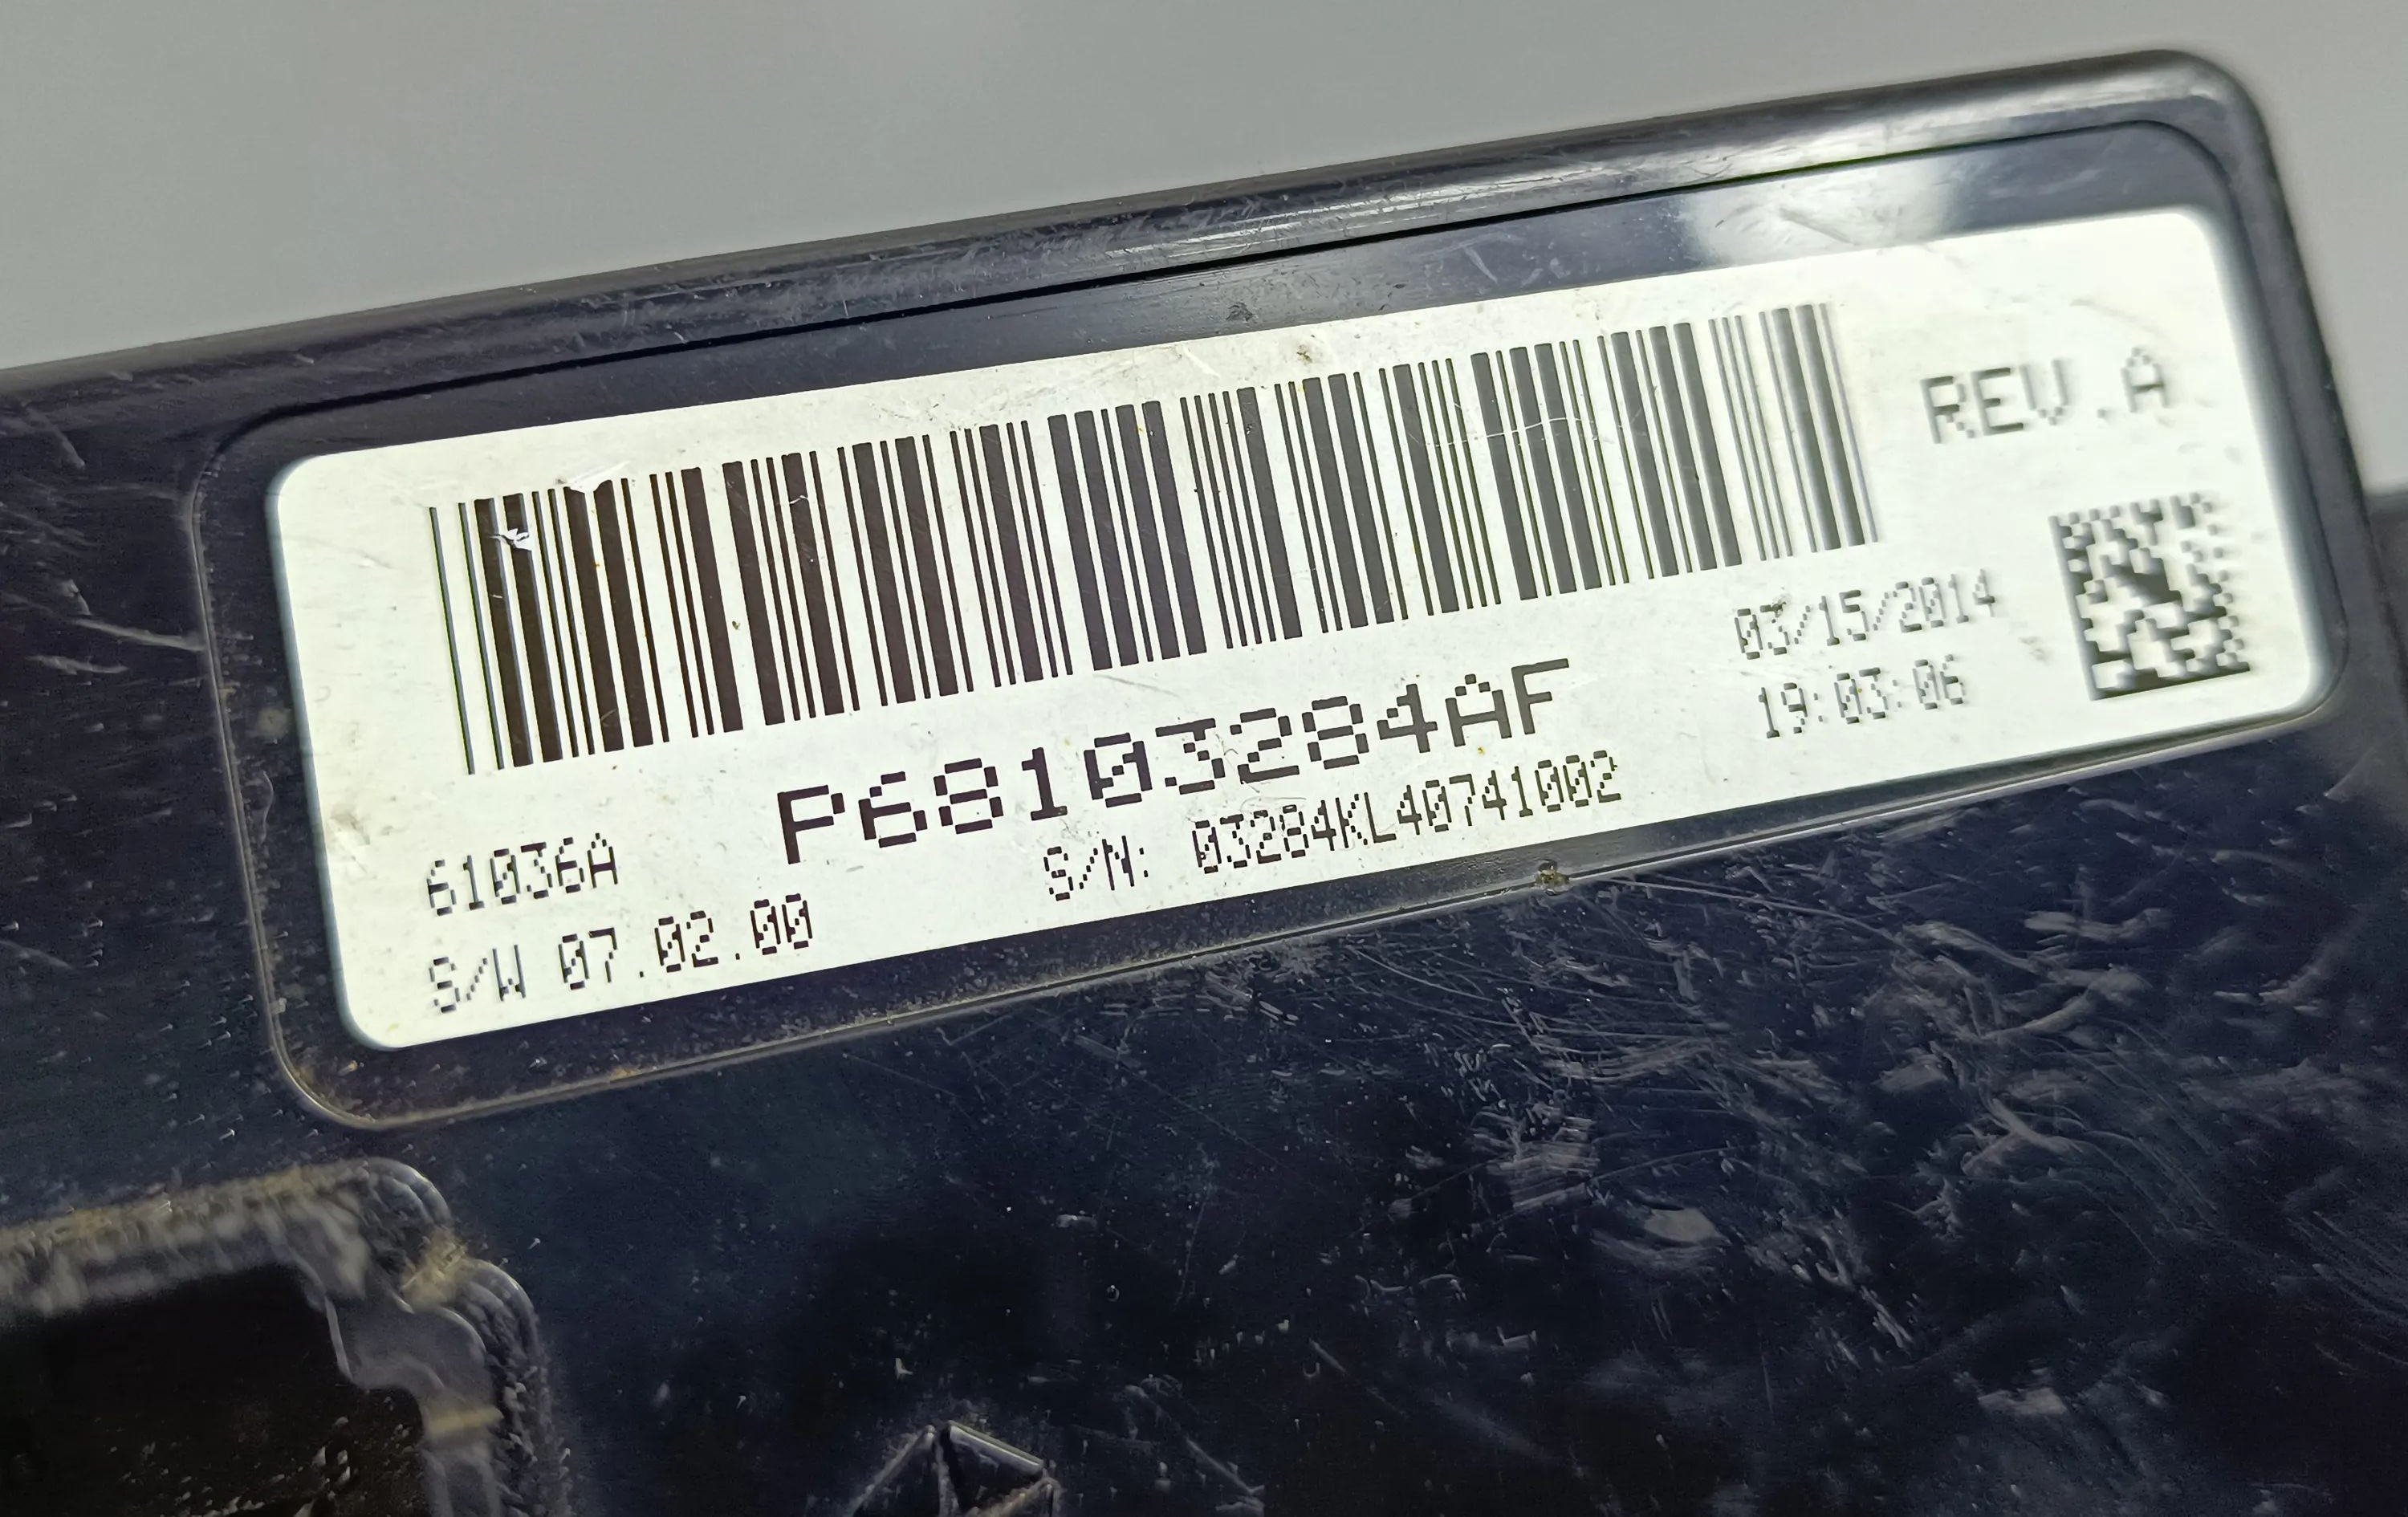 REV.A
03/15/2014
19:03:06
P68103284AF
61036A
S/N: 03284KL40741002
S/W 07.02.00